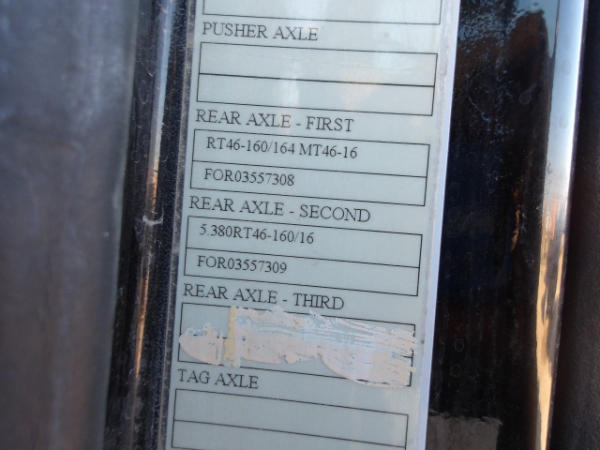 PUSHER AXLE
REAR AXLE - FIRST
RT46-160/164 MT46-16
FOR03557308
REAR AXLE - SECOND
5.380RT46-160/16
FOR03557309
REAR AXLE - THIRD
TAG AXLE